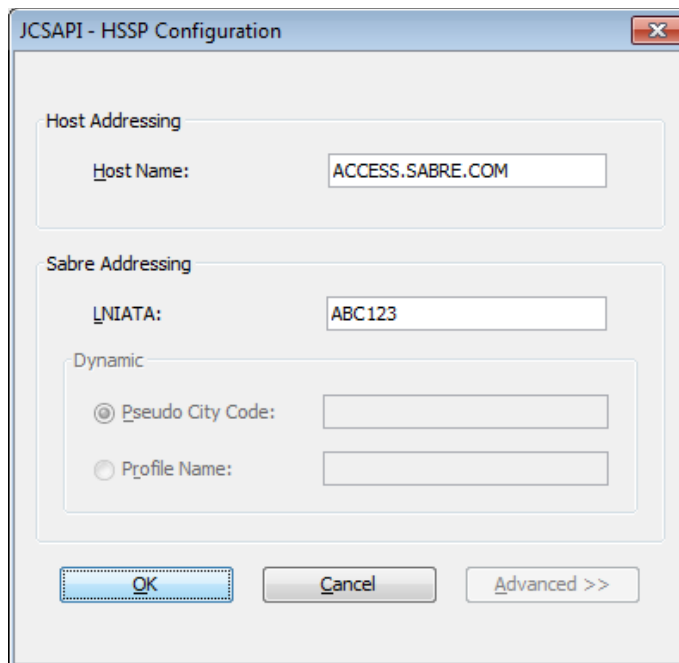 JCSAPI - HSSP Configuration
Host Addressing
Host Name: ACCESS.SABRE.COM
Sabre Addressing
LNIATA: ABC123
Dynamic
Pseudo City Code:
Profile Name:
OK Cancel Advanced >>